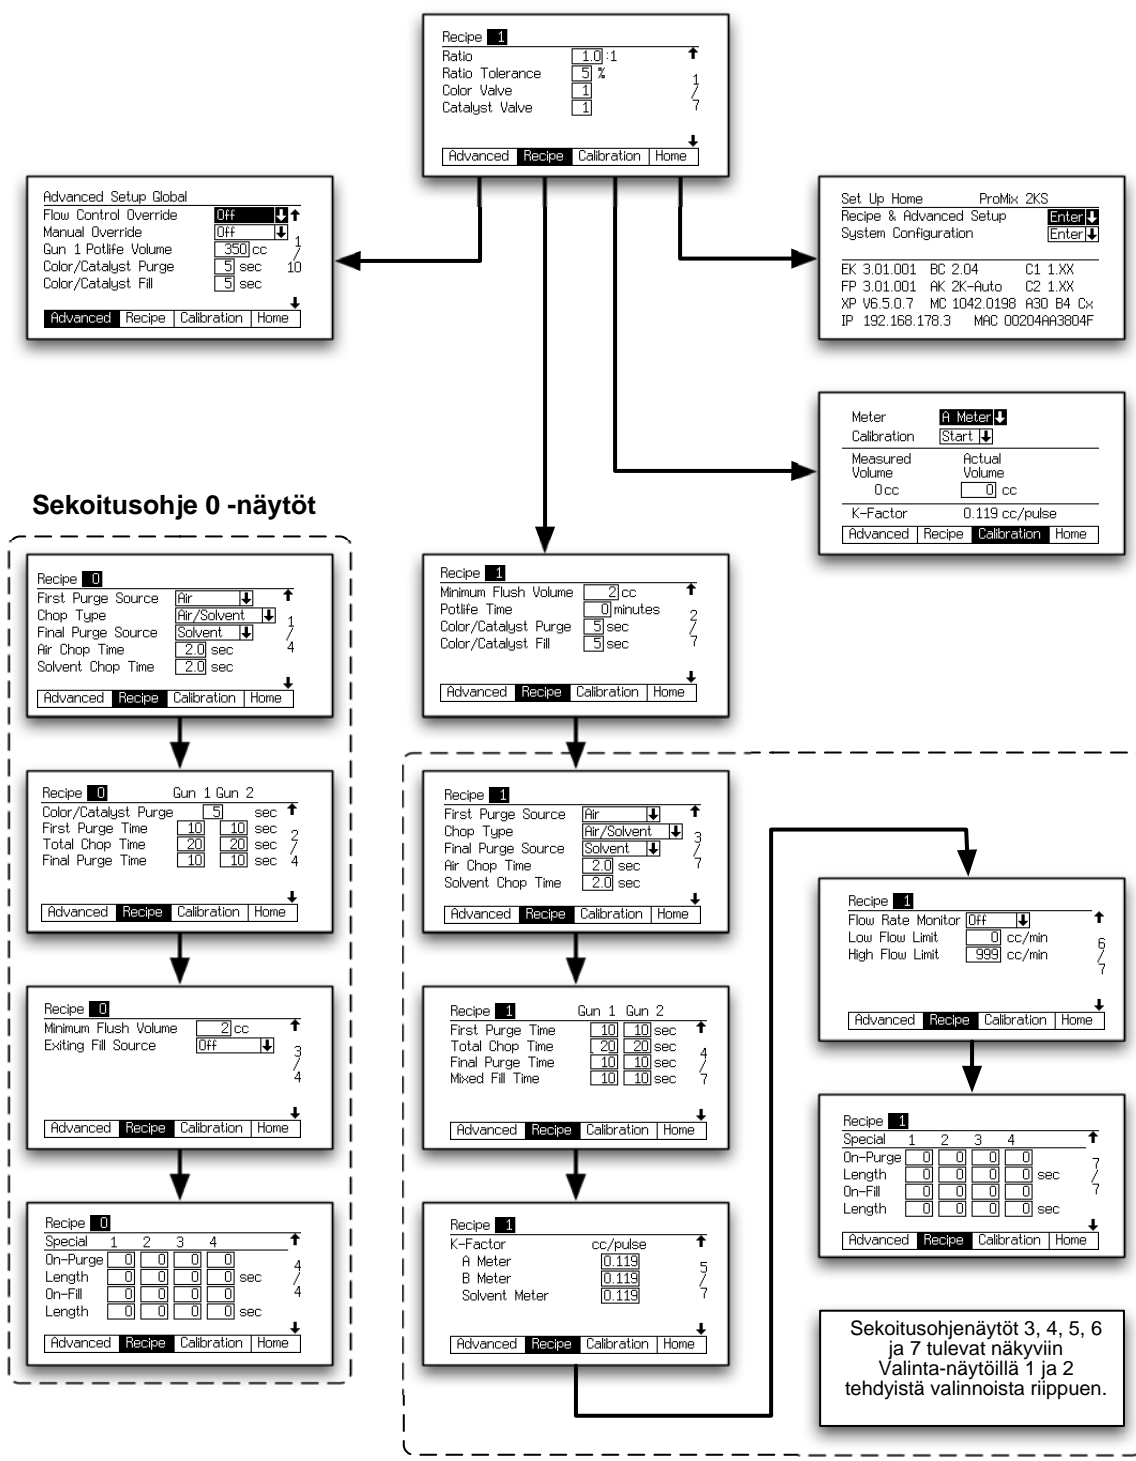 Recipe 1
Ratio 1.0 :1
Ratio Tolerance 5 %
Color Valve 1
Catalyst Valve 1
1
/
7
Advanced Recipe Calibration Home
Advanced Setup Global
Flow Control Override Off
Manual Override Off
Gun 1 Potlife Volume 350 cc
Color/Catalyst Purge 5 sec
Color/Catalyst Fill 5 sec
1
/
10
Advanced Recipe Calibration Home
Set Up Home ProMix 2KS
Recipe & Advanced Setup Enter
System Configuration Enter
EK 3.01.001 BC 2.04 C1 1.XX
FP 3.01.001 AK 2K-Auto C2 1.XX
XP V6.5.0.7 MC 1042.0198 A30 B4 Cx
IP 192.168.178.3 MAC 00204AA3804F
Meter A Meter
Calibration Start
Measured Actual
Volume Volume
0 cc 0 cc
K-Factor 0.119 cc/pulse
Advanced Recipe Calibration Home
Sekoitusohje 0 -näytöt
Recipe 0
First Purge Source Air
Chop Type Air/Solvent
Final Purge Source Solvent
Air Chop Time 2.0 sec
Solvent Chop Time 2.0 sec
1
/
4
Advanced Recipe Calibration Home
Recipe 0 Gun 1 Gun 2
Color/Catalyst Purge 5 sec
First Purge Time 10 10 sec
Total Chop Time 20 20 sec
Final Purge Time 10 10 sec
2
/
4
Advanced Recipe Calibration Home
Recipe 0
Minimum Flush Volume 2 cc
Exiting Fill Source Off
3
/
4
Advanced Recipe Calibration Home
Recipe 0
Special 1 2 3 4
On-Purge 0 0 0 0
Length 0 0 0 0 sec
On-Fill 0 0 0 0
Length 0 0 0 0 sec
4
/
4
Advanced Recipe Calibration Home
Recipe 1
Minimum Flush Volume 2 cc
Potlife Time 0 minutes
Color/Catalyst Purge 5 sec
Color/Catalyst Fill 5 sec
2
/
7
Advanced Recipe Calibration Home
Recipe 1
First Purge Source Air
Chop Type Air/Solvent
Final Purge Source Solvent
Air Chop Time 2.0 sec
Solvent Chop Time 2.0 sec
3
/
7
Advanced Recipe Calibration Home
Recipe 1 Gun 1 Gun 2
First Purge Time 10 10 sec
Total Chop Time 20 20 sec
Final Purge Time 10 10 sec
Mixed Fill Time 10 10 sec
4
/
7
Advanced Recipe Calibration Home
Recipe 1
K-Factor cc/pulse
A Meter 0.119
B Meter 0.119
Solvent Meter 0.119
5
/
7
Advanced Recipe Calibration Home
Recipe 1
Flow Rate Monitor Off
Low Flow Limit 0 cc/min
High Flow Limit 999 cc/min
6
/
7
Advanced Recipe Calibration Home
Recipe 1
Special 1 2 3 4
On-Purge 0 0 0 0
Length 0 0 0 0 sec
On-Fill 0 0 0 0
Length 0 0 0 0 sec
7
/
7
Advanced Recipe Calibration Home
Sekoitusohjenäytöt 3, 4, 5, 6
ja 7 tulevat näkyviin
Valinta-näytöillä 1 ja 2
tehdyistä valinnoista riippuen.